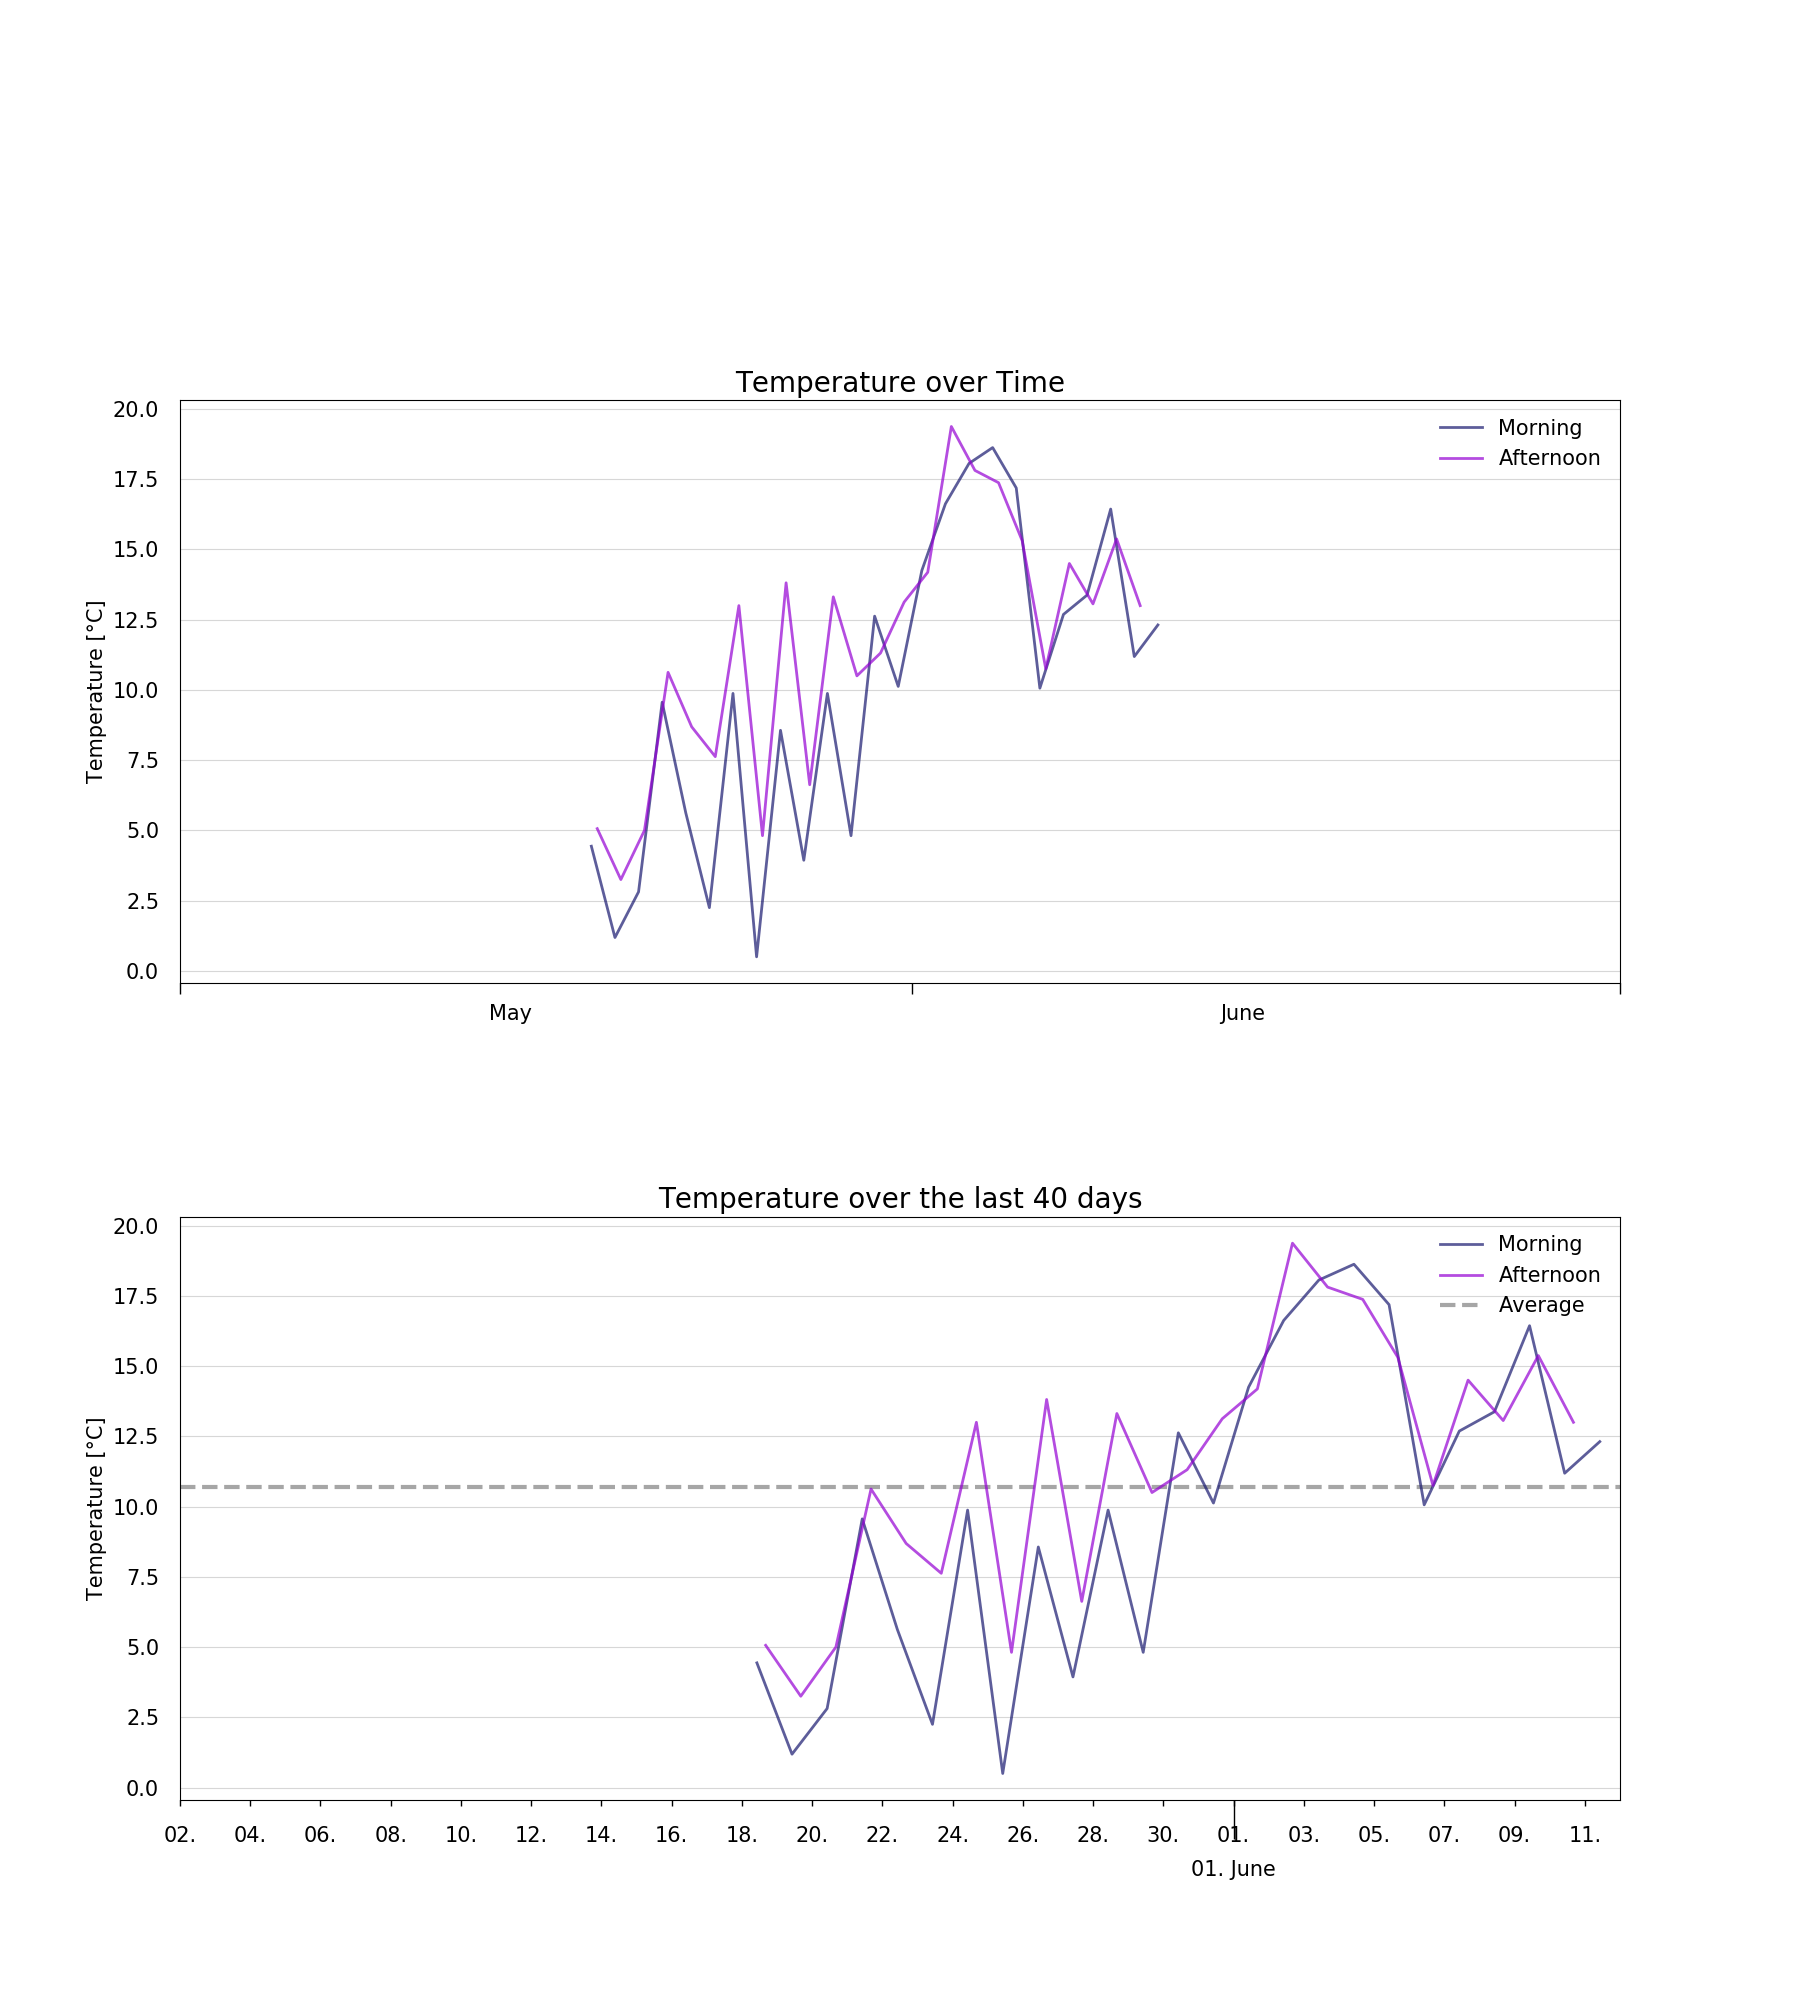 Temperature over Time
20.0
17.5
15.0
12.5
10.0
7.5
5.0
2.5
0.0
Temperature [°C]
Morning
Afternoon
May June
Temperature over the last 40 days
20.0
17.5
15.0
12.5
10.0
7.5
5.0
2.5
0.0
Temperature [°C]
Morning
Afternoon
Average
02. 04. 06. 08. 10. 12. 14. 16. 18. 20. 22. 24. 26. 28. 30. 01. 03. 05. 07. 09. 11.
01. June